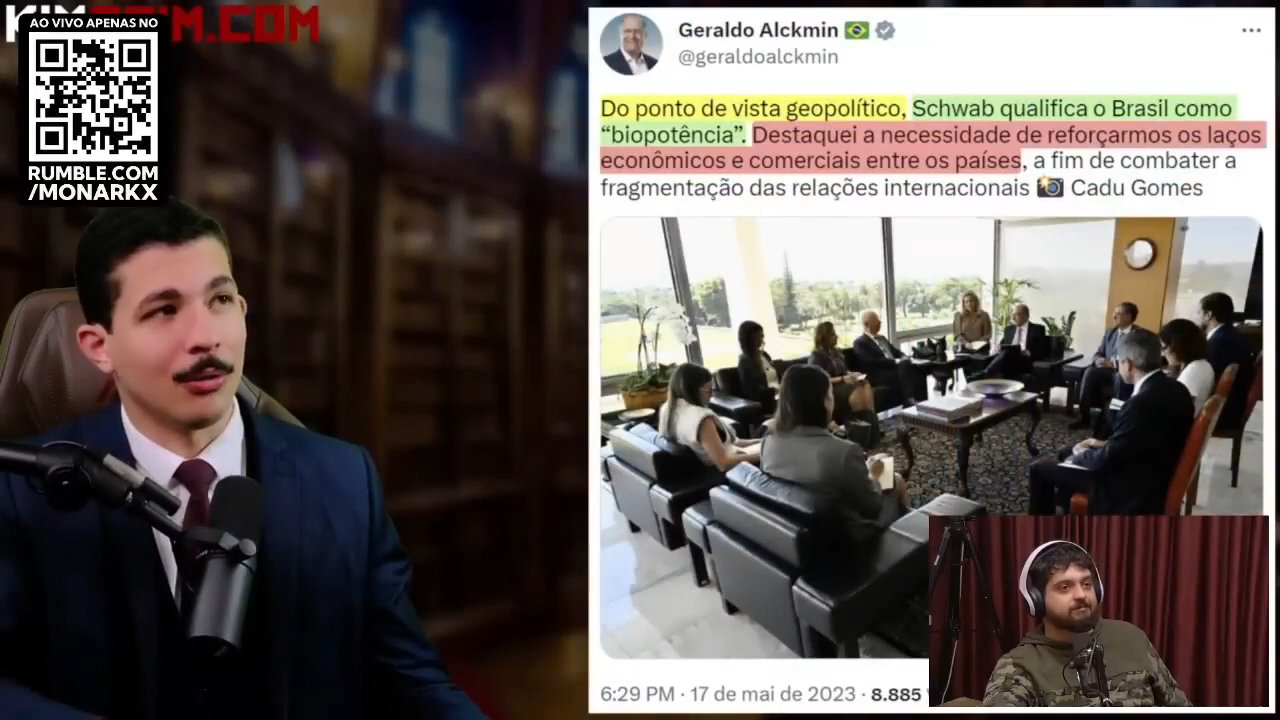 AO VIVO APENAS NO
RUMBLE.COM
/MONARKX
Geraldo Alckmin
@geraldoalckmin
Do ponto de vista geopolítico, Schwab qualifica o Brasil como
“biopotência”. Destaquei a necessidade de reforçarmos os laços
econômicos e comerciais entre os países, a fim de combater a
fragmentação das relações internacionais 📸 Cadu Gomes
6:29 PM · 17 de mai de 2023 · 8.885